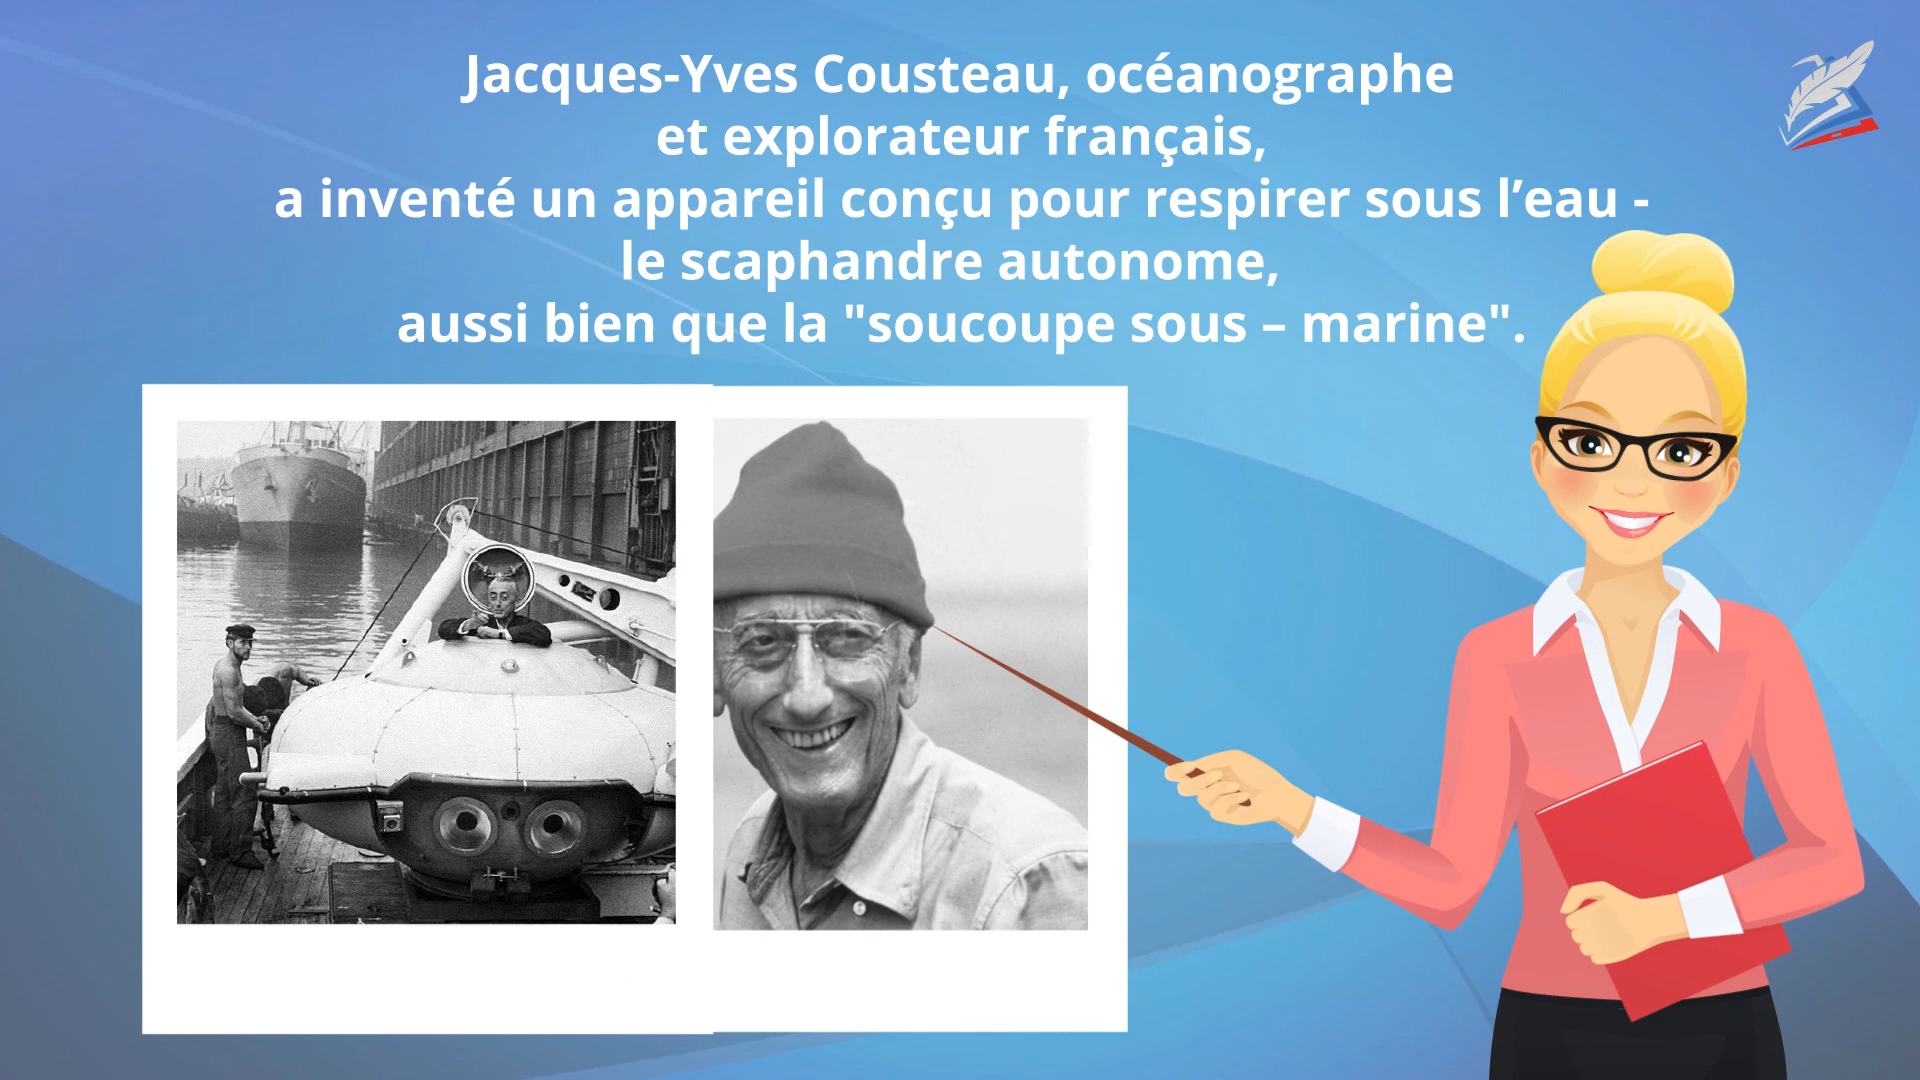 Jacques-Yves Cousteau, océanographe
et explorateur français,
a inventé un appareil conçu pour respirer sous l’eau -
le scaphandre autonome,
aussi bien que la "soucoupe sous – marine".